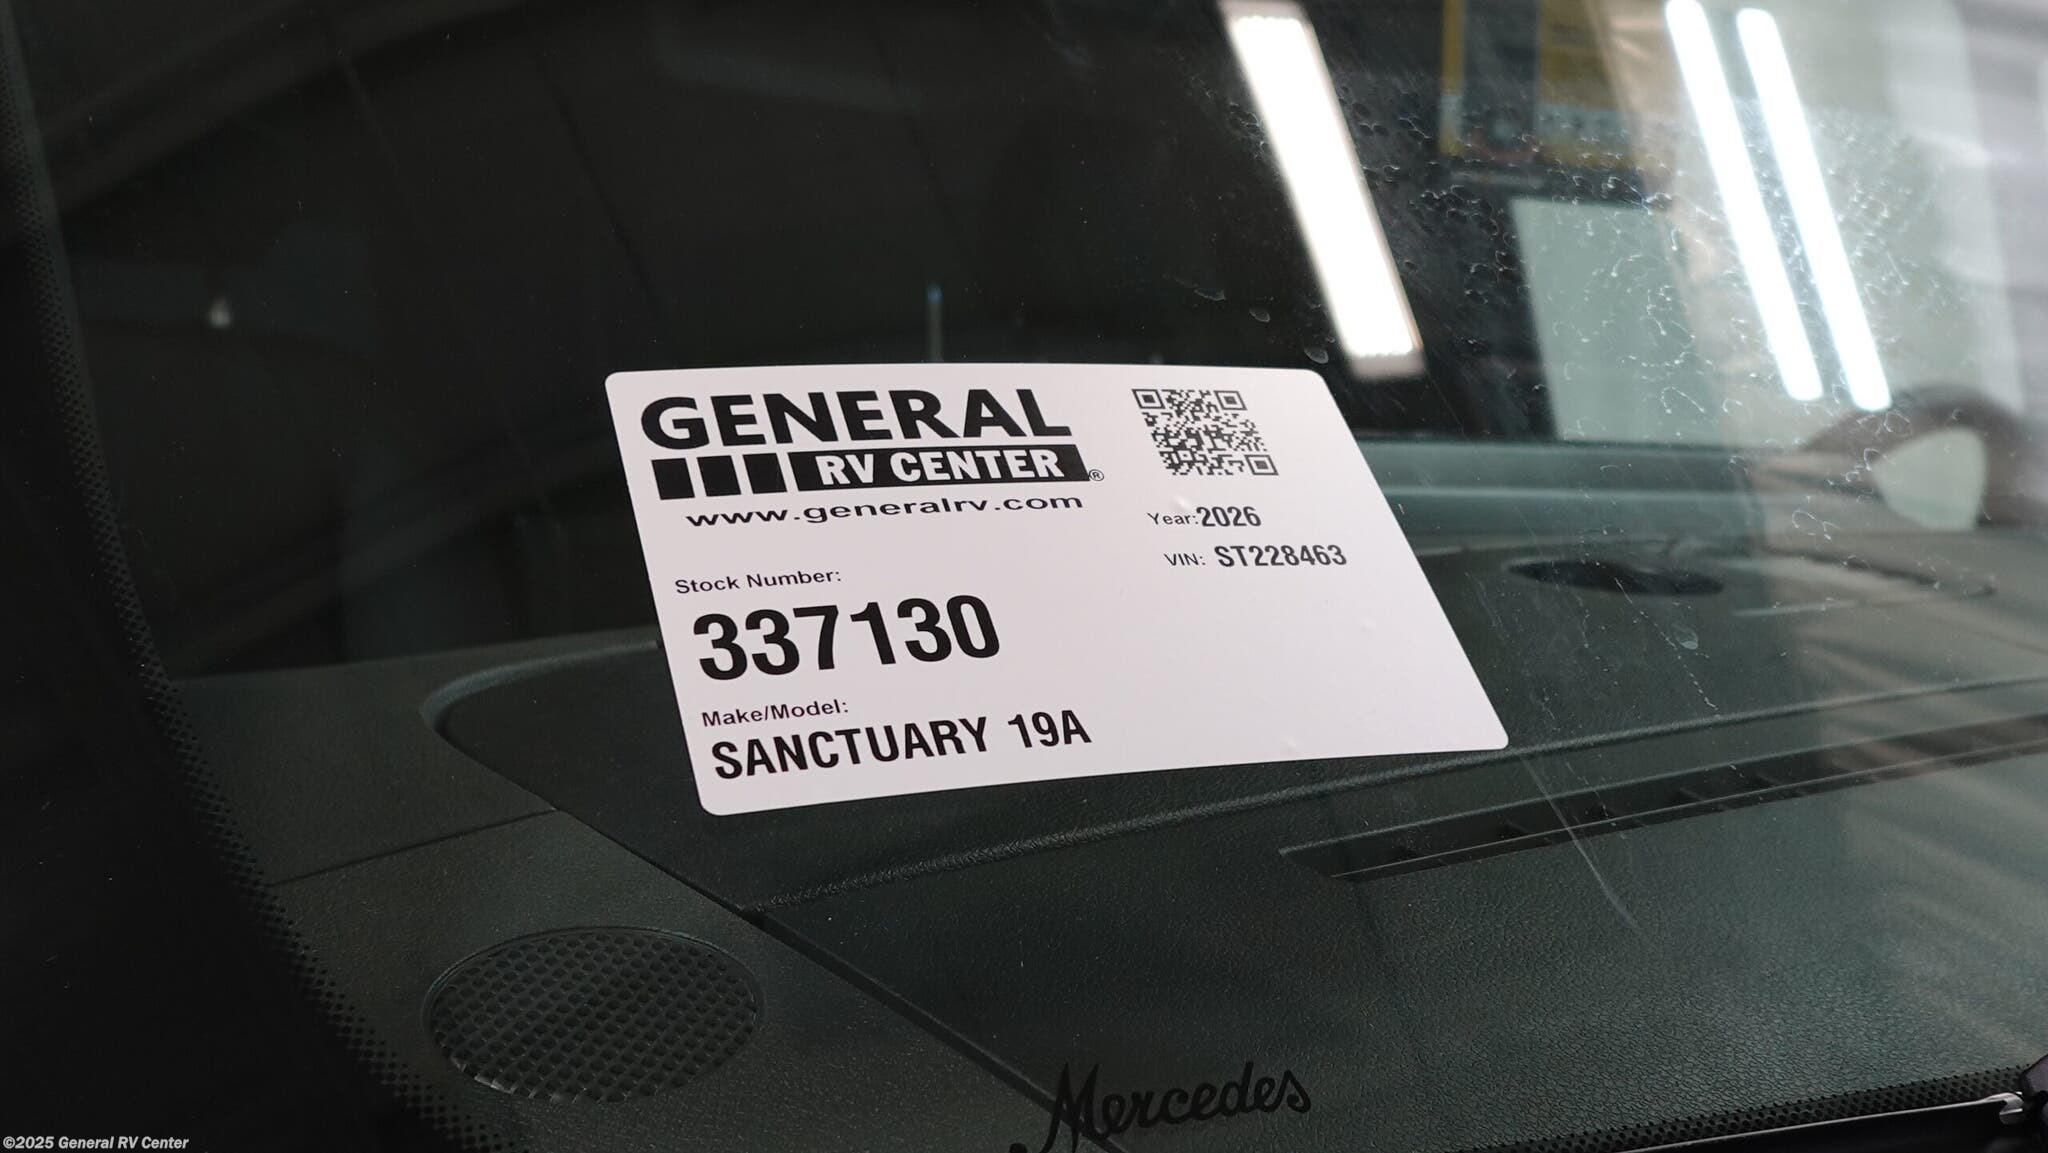 GENERAL
RV CENTER®
www.generalrv.com
Year: 2026
VIN: ST228463
Stock Number:
337130
Make/Model:
SANCTUARY 19A
Mercedes
©2025 General RV Center